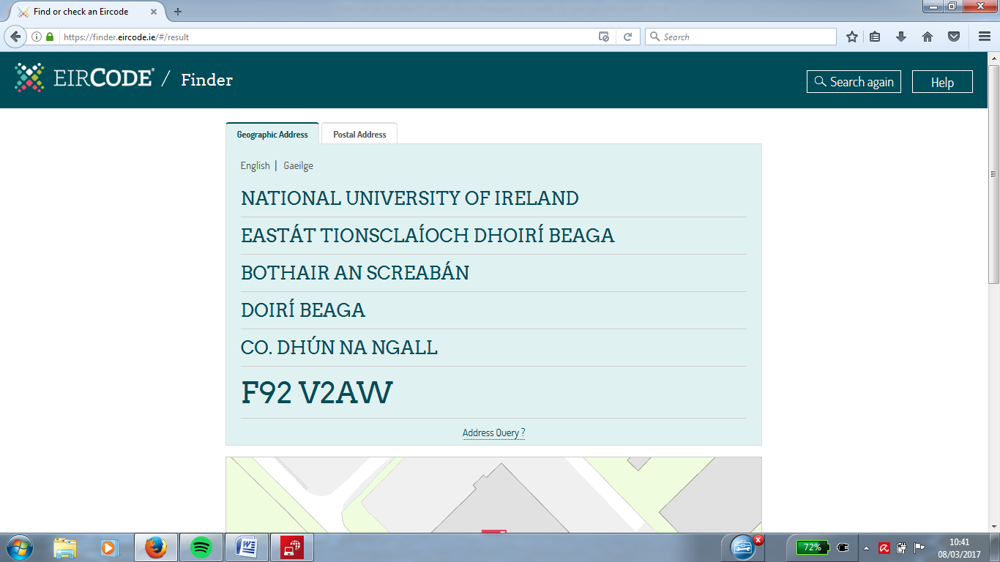 Find or check an Eircode
https://finder.eircode.ie/#/result
Search
EIRCODE® / Finder
Search again
Help
Geographic Address
Postal Address
English | Gaeilge
NATIONAL UNIVERSITY OF IRELAND
EASTÁT TIONSCLAÍOCH DHOIRÍ BEAGA
BOTHAIR AN SCREABÁN
DOIRÍ BEAGA
CO. DHÚN NA NGALL
F92 V2AW
Address Query ?
72%
10:41
08/03/2017